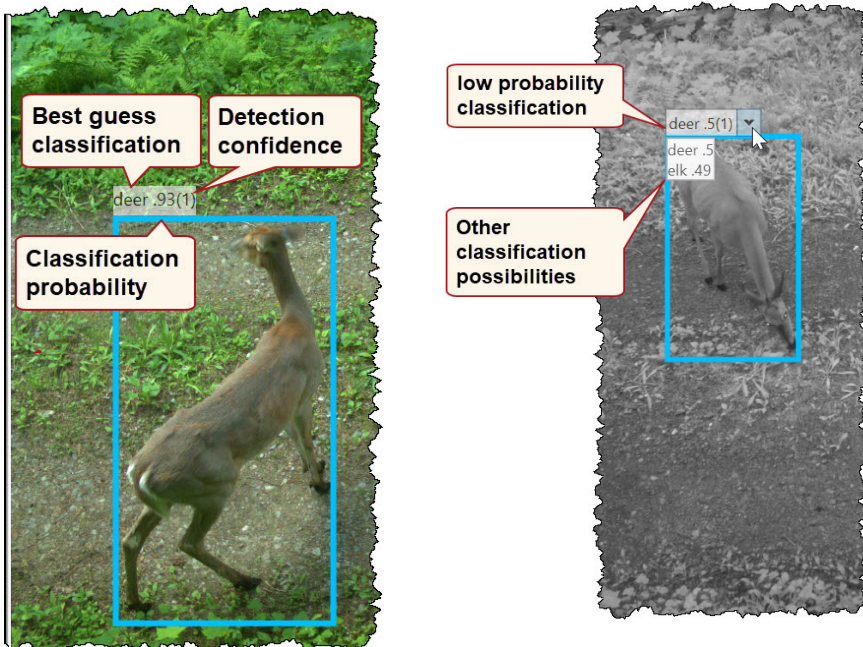 Best guess
classification
Detection
confidence
deer .93(1)
Classification
probability
low probability
classification
deer .5(1)
deer .5
elk .49
Other
classification
possibilities